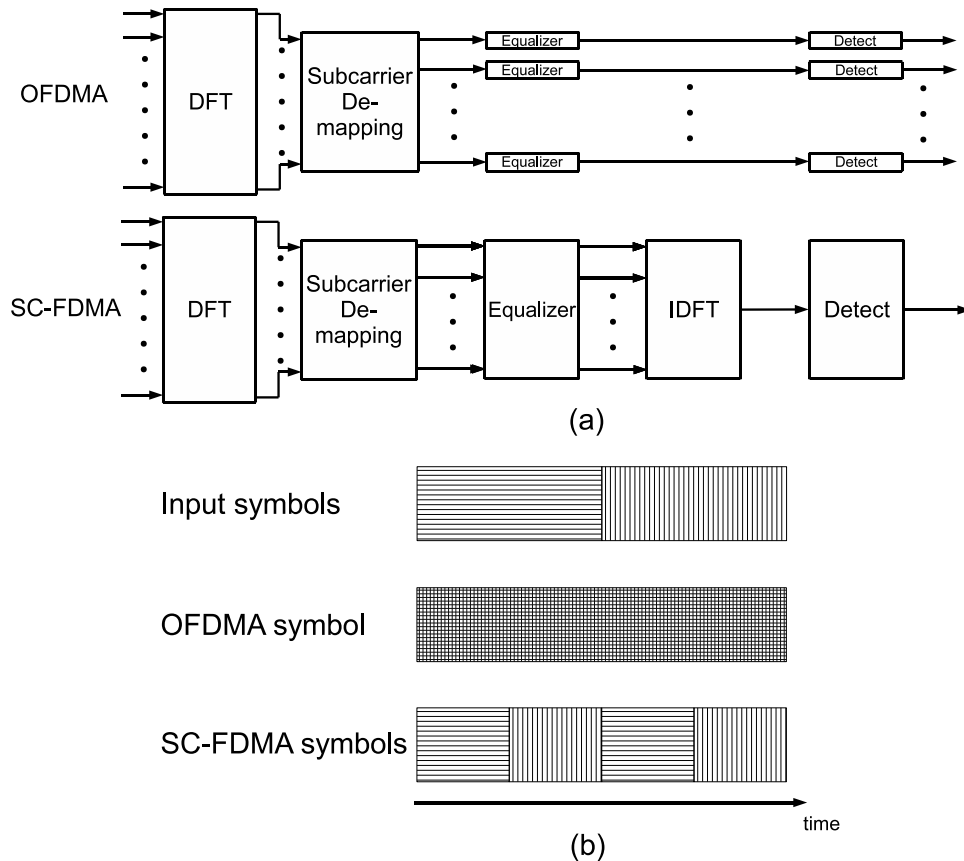 OFDMA
DFT
Subcarrier
De-
mapping
Equalizer
Detect
Equalizer
Detect
Equalizer
Detect
SC-FDMA
DFT
Subcarrier
De-
mapping
Equalizer
IDFT
Detect
(a)
Input symbols
OFDMA symbol
SC-FDMA symbols
time
(b)